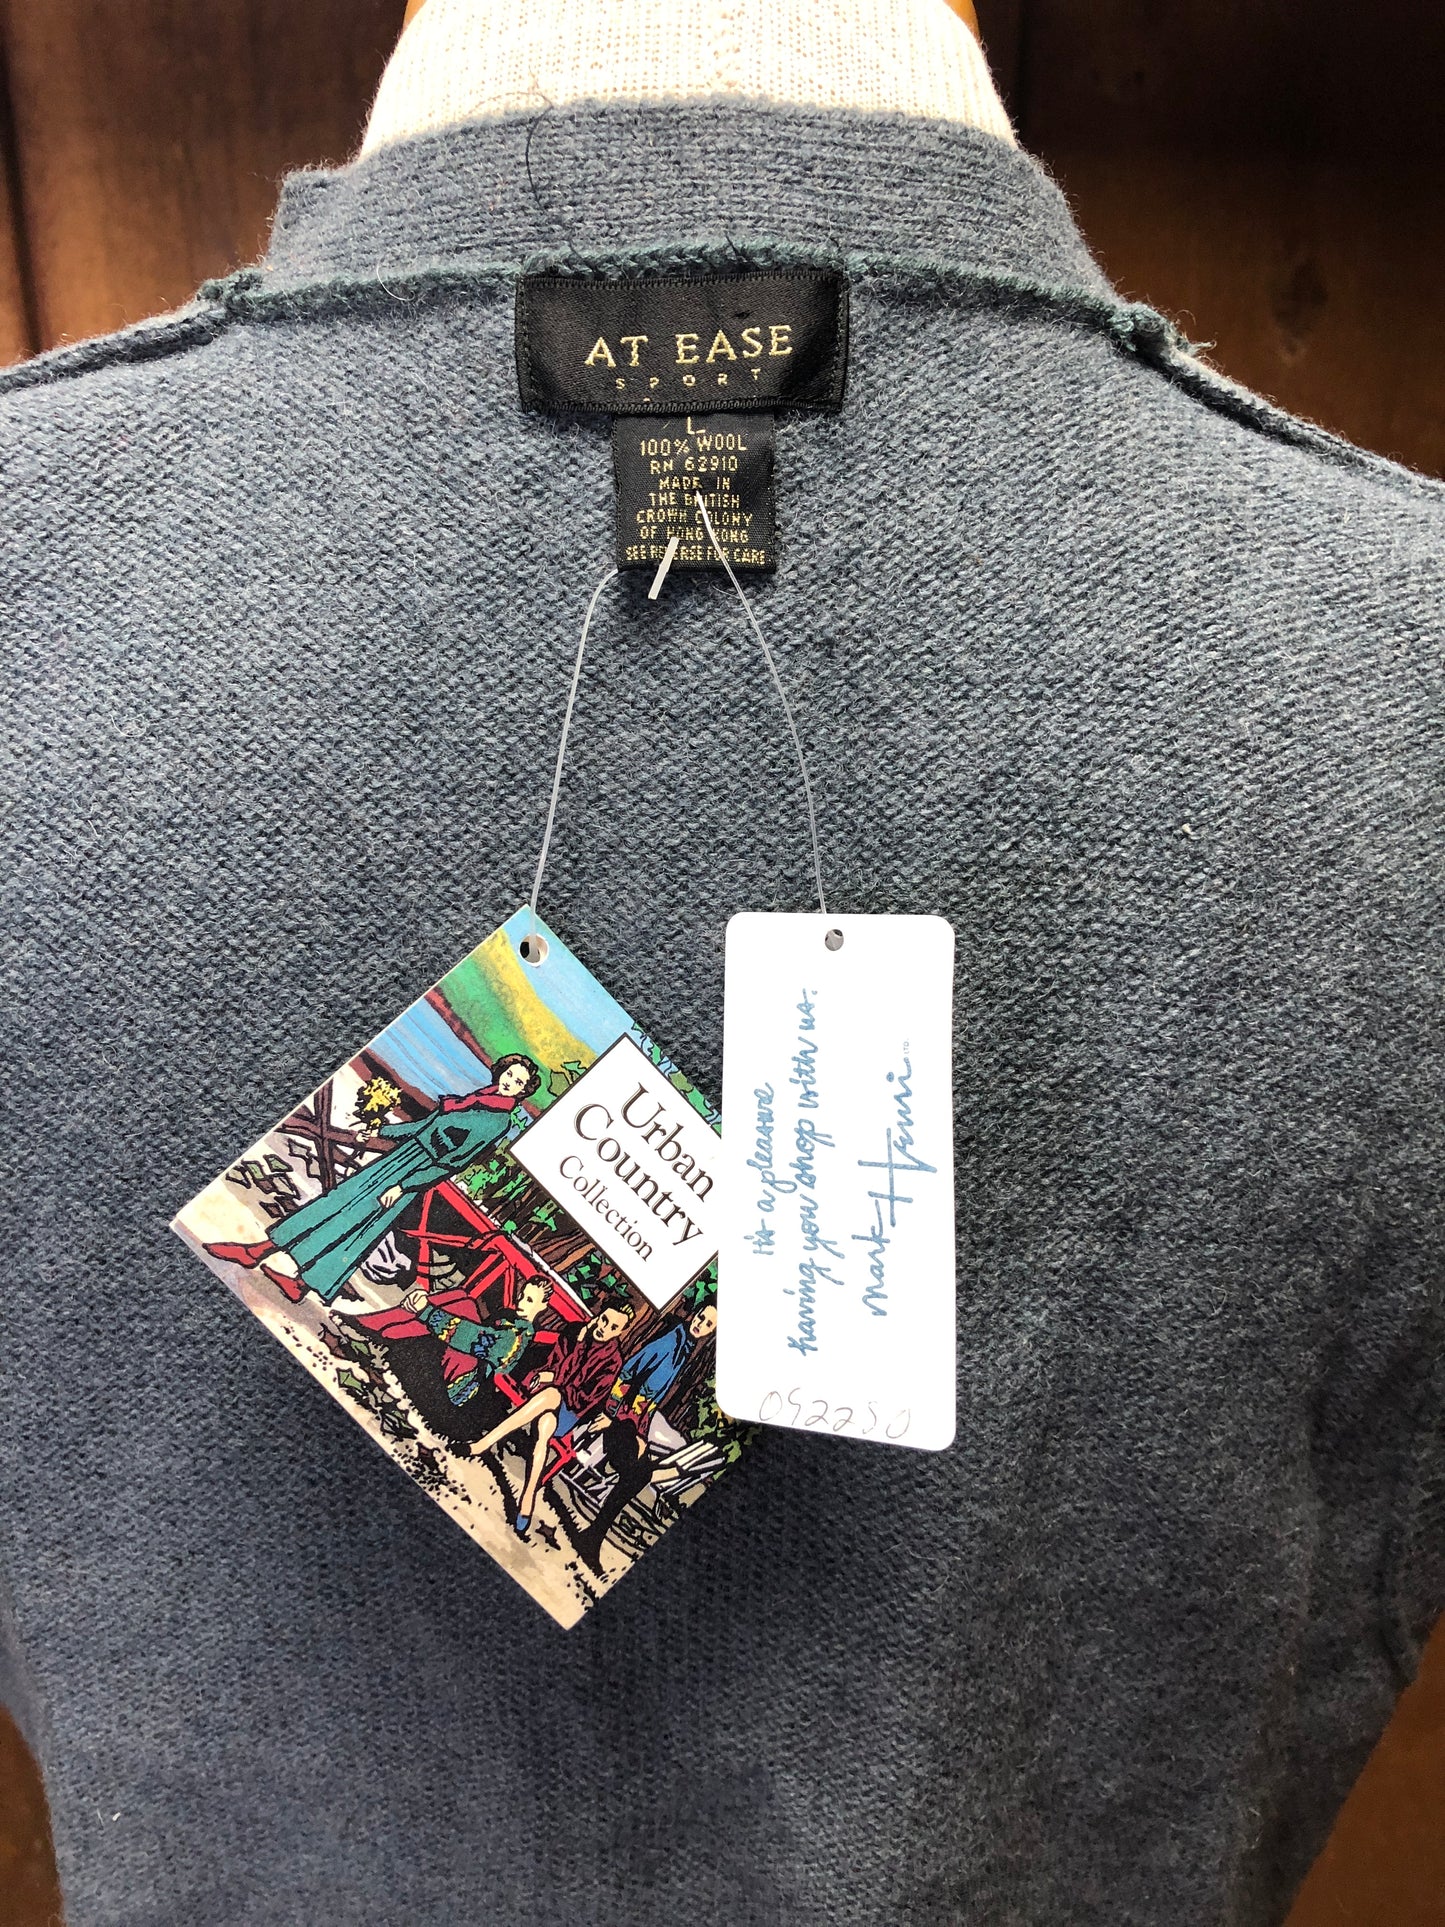 AT EASE
SPORT
L
100% WOOL
RN 62910
MADE IN
THE BRITISH
CROWN COLONY
OF HONG KONG
SEE REVERSE FOR CARE
Urban
Country
Collection
it's a pleasure
having you shop with us.
mark Henri LTD.